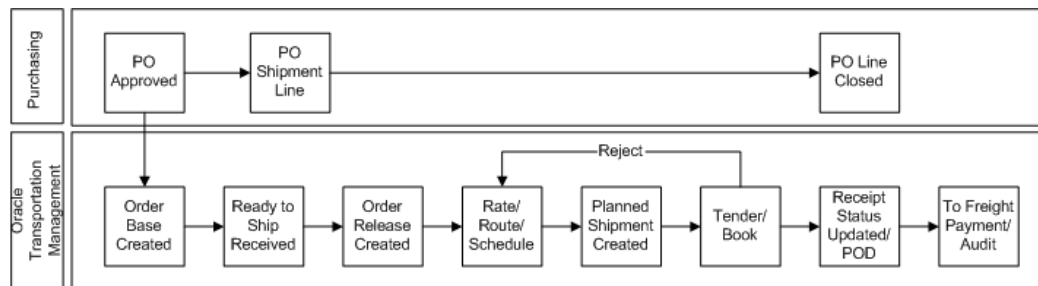 Purchasing
PO
Approved
PO
Shipment
Line
PO Line
Closed
Oracle
Transportation
Management
Reject
Order
Base
Created
Ready to
Ship
Received
Order
Release
Created
Rate/
Route/
Schedule
Planned
Shipment
Created
Tender/
Book
Receipt
Status
Updated/
POD
To Freight
Payment/
Audit